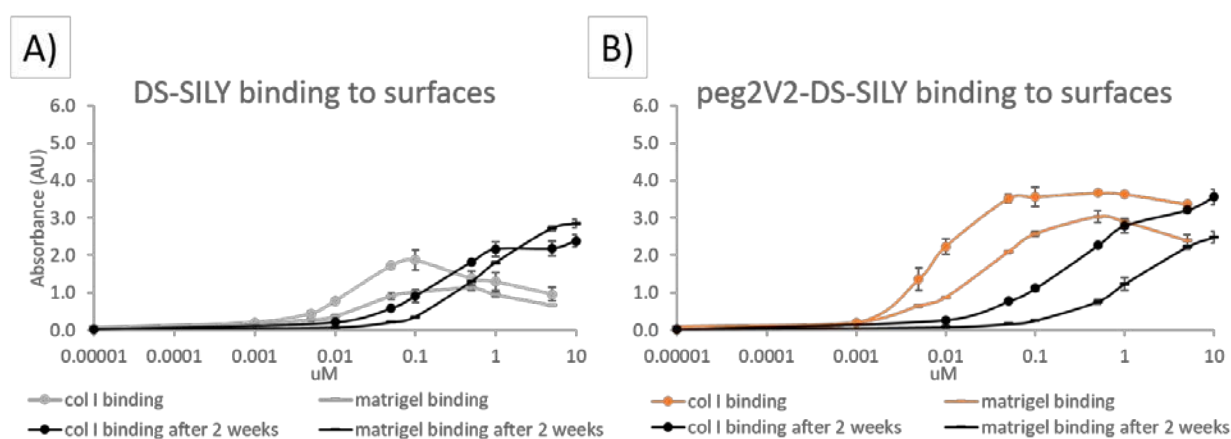 A)
DS-SILY binding to surfaces
6.0
5.0
4.0
3.0
2.0
1.0
0.0
Absorbance (AU)
0.00001 0.0001 0.001 0.01 0.1 1 10
uM
col I binding matrigel binding
col I binding after 2 weeks matrigel binding after 2 weeks
B)
peg2V2-DS-SILY binding to surfaces
6.0
5.0
4.0
3.0
2.0
1.0
0.0
0.00001 0.0001 0.001 0.01 0.1 1 10
uM
col I binding matrigel binding
col I binding after 2 weeks matrigel binding after 2 weeks